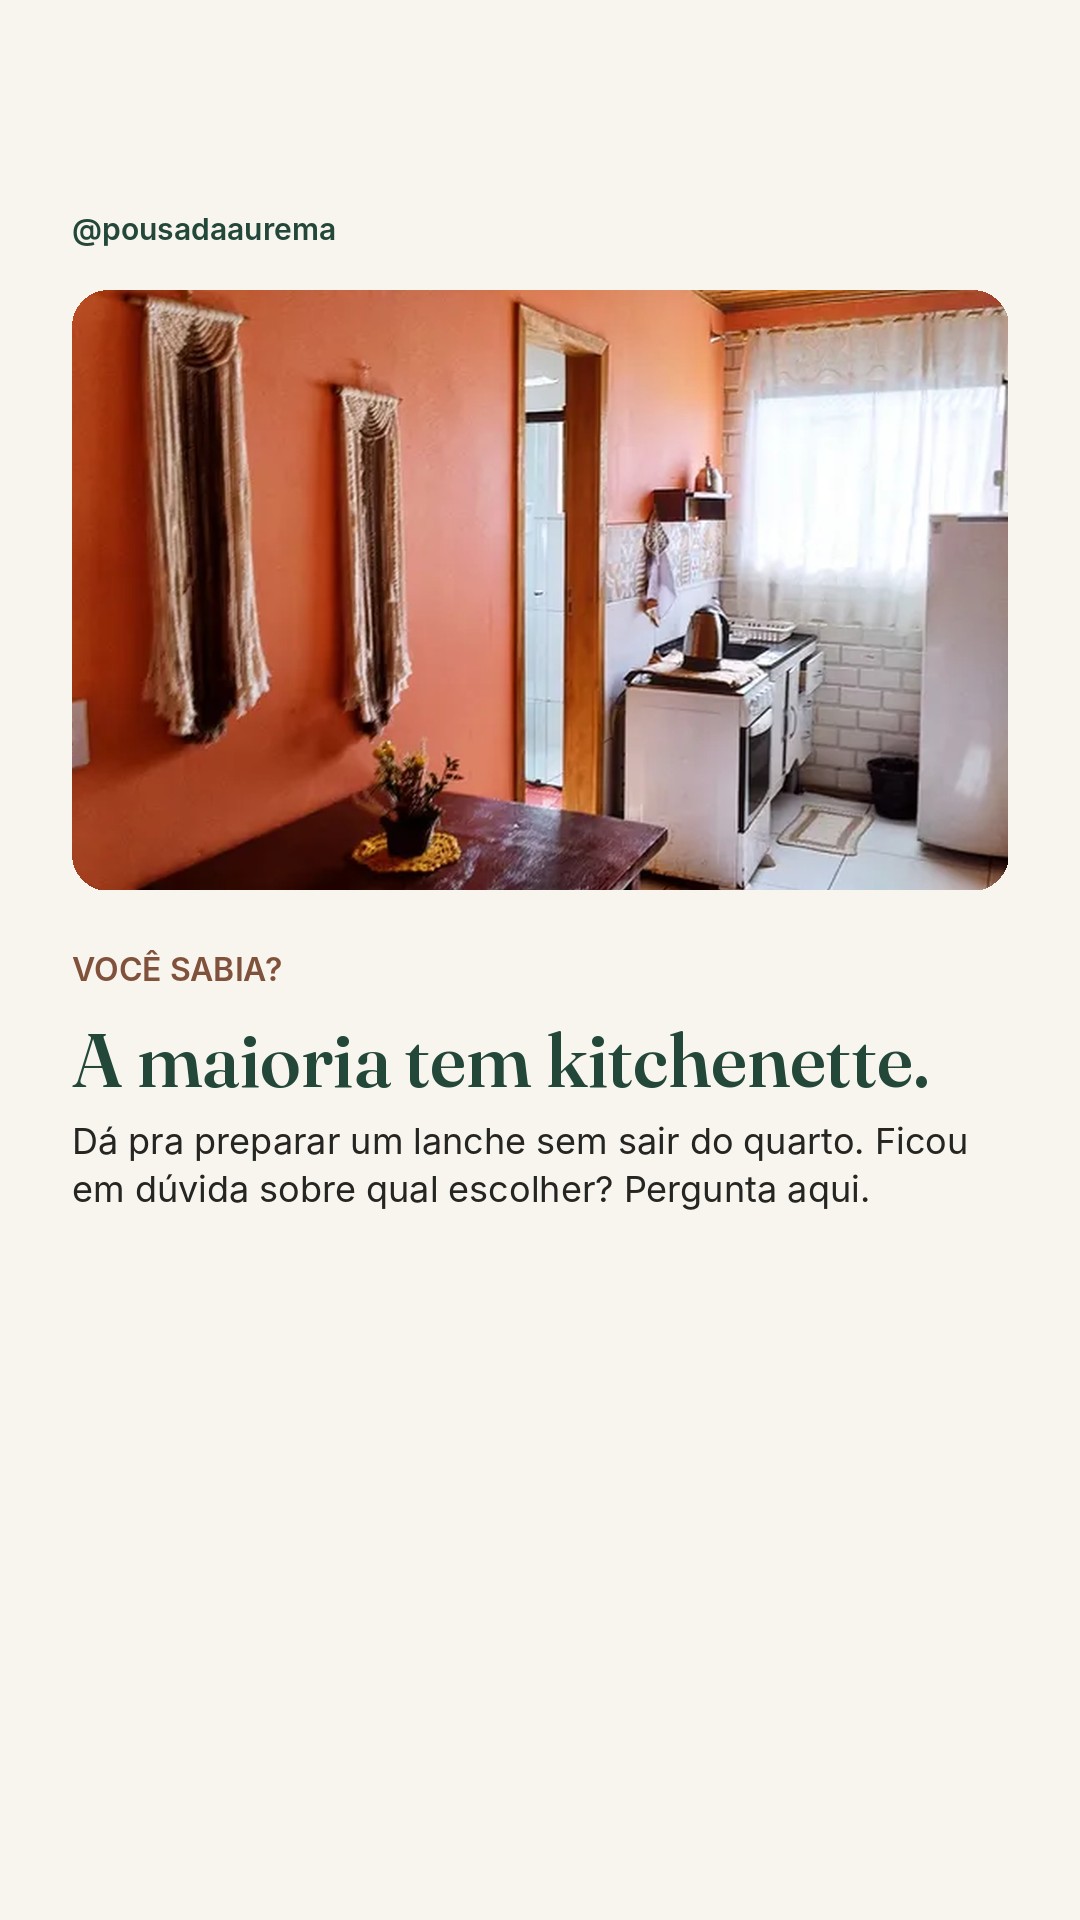 @pousadaaurema
VOCÊ SABIA?
A maioria tem kitchenette.
Dá pra preparar um lanche sem sair do quarto. Ficou
em dúvida sobre qual escolher? Pergunta aqui.